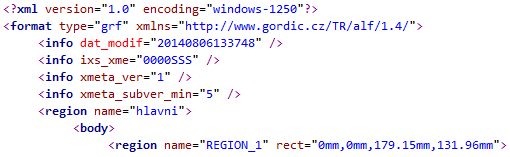 <?xml version="1.0" encoding="windows-1250"?>
<format type="grf" xmlns="http://www.gordic.cz/TR/alf/1.4/">
<info dat_modif="20140806133748" />
<info ixs_xme="0000SSS" />
<info xmeta_ver="1" />
<info xmeta_subver_min="5" />
<region name="hlavni">
<body>
<region name="REGION_1" rect="0mm,0mm,179.15mm,131.96mm">